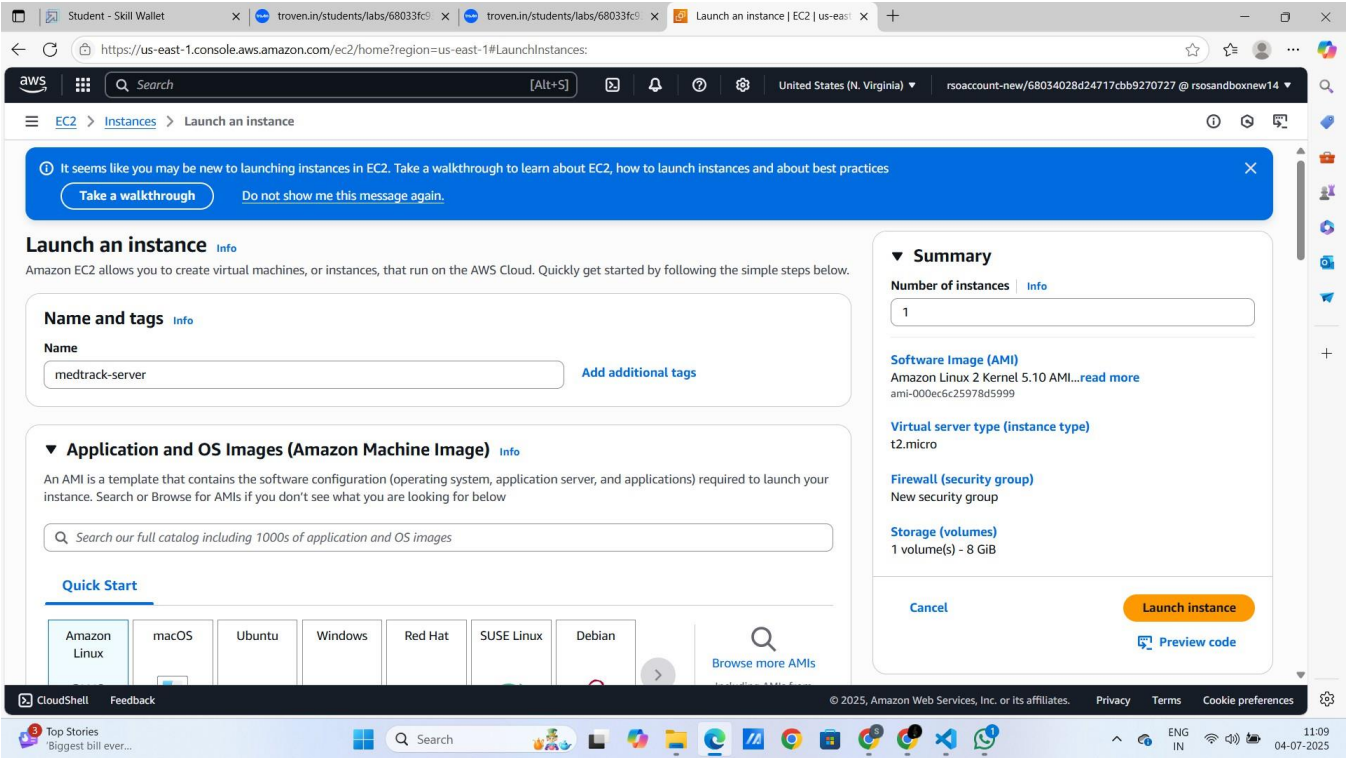 Student - Skill Wallet
troven.in/students/labs/68033fc9
troven.in/students/labs/68033fc9
Launch an instance | EC2 | us-east
https://us-east-1.console.aws.amazon.com/ec2/home?region=us-east-1#LaunchInstances:
aws
Search
[Alt+S]
United States (N. Virginia)
rsoaccount-new/68034028d24717cbb9270727 @ rsosandboxnew14
EC2 > Instances > Launch an instance
It seems like you may be new to launching instances in EC2. Take a walkthrough to learn about EC2, how to launch instances and about best practices
Take a walkthrough
Do not show me this message again.
Launch an instance Info
Amazon EC2 allows you to create virtual machines, or instances, that run on the AWS Cloud. Quickly get started by following the simple steps below.
Name and tags Info
Name
medtrack-server
Add additional tags
Application and OS Images (Amazon Machine Image) Info
An AMI is a template that contains the software configuration (operating system, application server, and applications) required to launch your
instance. Search or Browse for AMIs if you don't see what you are looking for below
Search our full catalog including 1000s of application and OS images
Quick Start
Amazon
Linux
macOS
Ubuntu
Windows
Red Hat
SUSE Linux
Debian
Browse more AMIs
Summary
Number of instances Info
1
Software Image (AMI)
Amazon Linux 2 Kernel 5.10 AMI...read more
ami-000ec6c25978d5999
Virtual server type (instance type)
t2.micro
Firewall (security group)
New security group
Storage (volumes)
1 volume(s) - 8 GiB
Cancel
Launch instance
Preview code
CloudShell
Feedback
© 2025, Amazon Web Services, Inc. or its affiliates.
Privacy
Terms
Cookie preferences
3
Top Stories
'Biggest bill ever...
Search
ENG
IN
11:09
04-07-2025